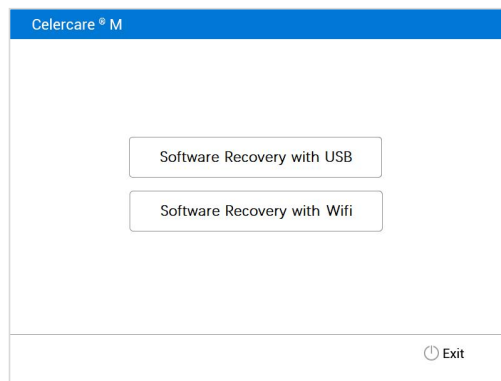 Celercare ® M
Software Recovery with USB
Software Recovery with Wifi
Exit